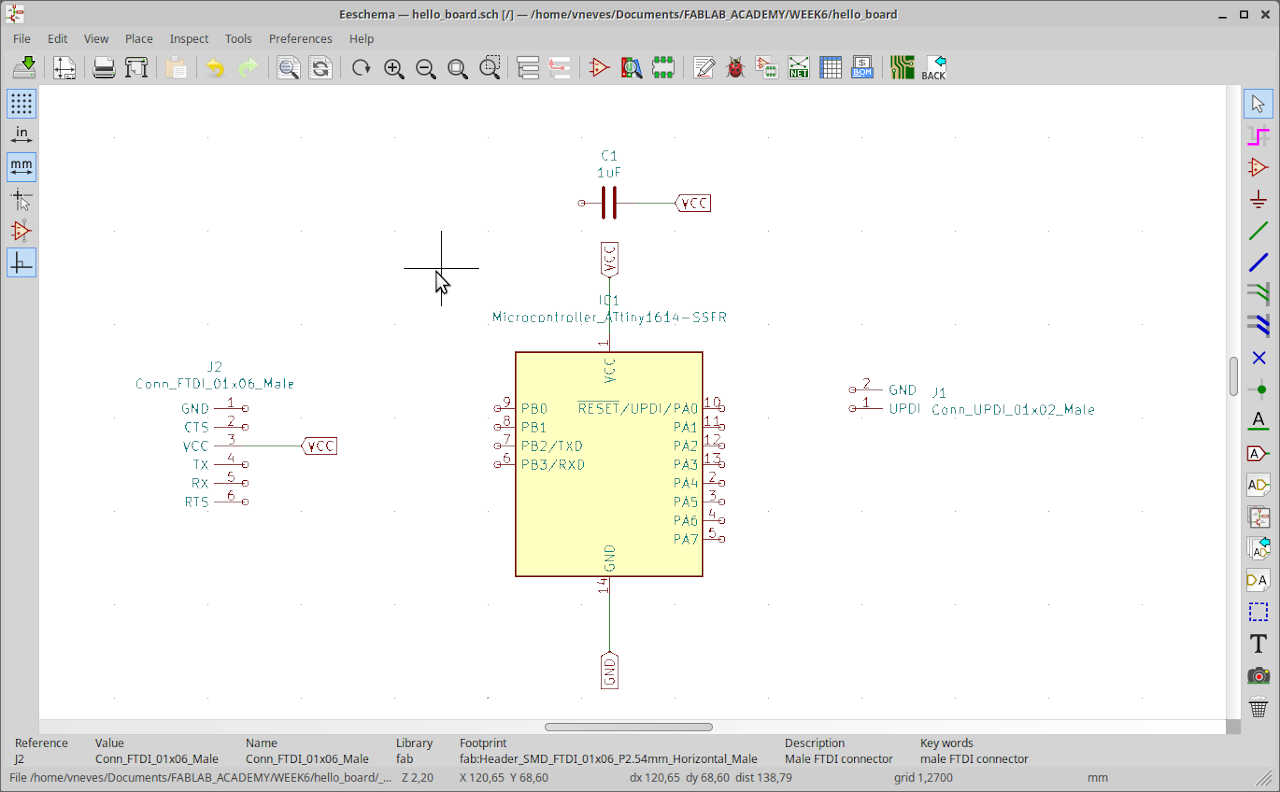 Eeschema — hello_board.sch [/] — /home/vneves/Documents/FABLAB_ACADEMY/WEEK6/hello_board
File Edit View Place Inspect Tools Preferences Help
NET
$
BOM
BACK
in
mm
C1
1uF
VCC
VCC
IC1
Microcontroller_ATtiny1614-SSFR
1
VCC
J2
Conn_FTDI_01x06_Male
GND 1
CTS 2
VCC 3 VCC
TX 4
Rx 5
RTS 6
9 PB0 RESET/UPDI/PA0 10
8 PB1 PA1 11
7 PB2/TXD PA2 12
6 PB3/RXD PA3 13
PA4 2
PA5 3
PA6 4
PA7 5
GND
14
GND
2 GND J1
1 UPDI Conn_UPDI_01x02_Male
A
A
AD
A
DA
T
Reference Value Name Library Footprint Description Key words
J2 Conn_FTDI_01x06_Male Conn_FTDI_01x06_Male fab fab:Header_SMD_FTDI_01x06_P2.54mm_Horizontal_Male Male FTDI connector male FTDI connector
File /home/vneves/Documents/FABLAB_ACADEMY/WEEK6/hello_board/_... Z 2,20 X 120,65 Y 68,60 dx 120,65 dy 68,60 dist 138,79 grid 1,2700 mm